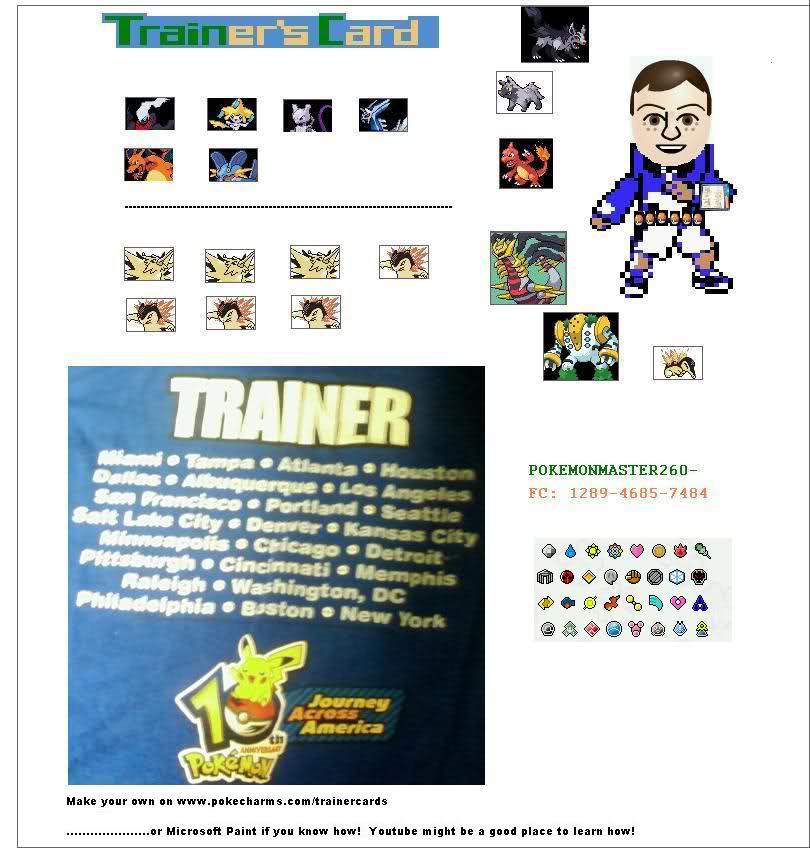 Trainer's Card
TRAINER
Miami • Tampa • Atlanta • Houston
Dallas • Albuquerque • Los Angeles
San Francisco • Portland • Seattle
Salt Lake City • Denver • Kansas City
Minneapolis • Chicago • Detroit
Pittsburgh • Cincinnati • Memphis
Raleigh • Washington, DC
Philadelphia • Boston • New York
10th
ANNIVERSARY
Pokémon
Journey
Across
America
POKEMONMASTER260-
FC: 1289-4685-7484
Make your own on www.pokecharms.com/trainercards
.....................or Microsoft Paint if you know how!  Youtube might be a good place to learn how!